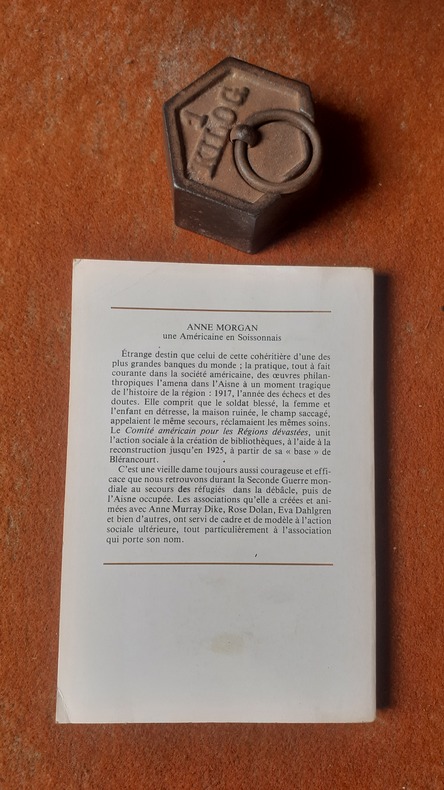 1
KILOG
ANNE MORGAN
une Américaine en Soissonnais
Étrange destin que celui de cette cohéritière d'une des
plus grandes banques du monde ; la pratique, tout à fait
courante dans la société américaine, des œuvres philan-
thropiques l'amena dans l'Aisne à un moment tragique
de l'histoire de la région : 1917, l'année des échecs et des
doutes. Elle comprit que le soldat blessé, la femme et
l'enfant en détresse, la maison ruinée, le champ saccagé,
appelaient le même secours, réclamaient les mêmes soins.
Le Comité américain pour les Régions dévastées, unit
l'action sociale à la création de bibliothèques, à l'aide à la
reconstruction jusqu'en 1925, à partir de sa « base » de
Blérancourt.
C'est une vieille dame toujours aussi courageuse et effi-
cace que nous retrouvons durant la Seconde Guerre mon-
diale au secours des réfugiés dans la débâcle, puis de
l'Aisne occupée. Les associations qu'elle a créées et ani-
mées avec Anne Murray Dike, Rose Dolan, Eva Dahlgren
et bien d'autres, ont servi de cadre et de modèle à l'action
sociale ultérieure, tout particulièrement à l'association
qui porte son nom.